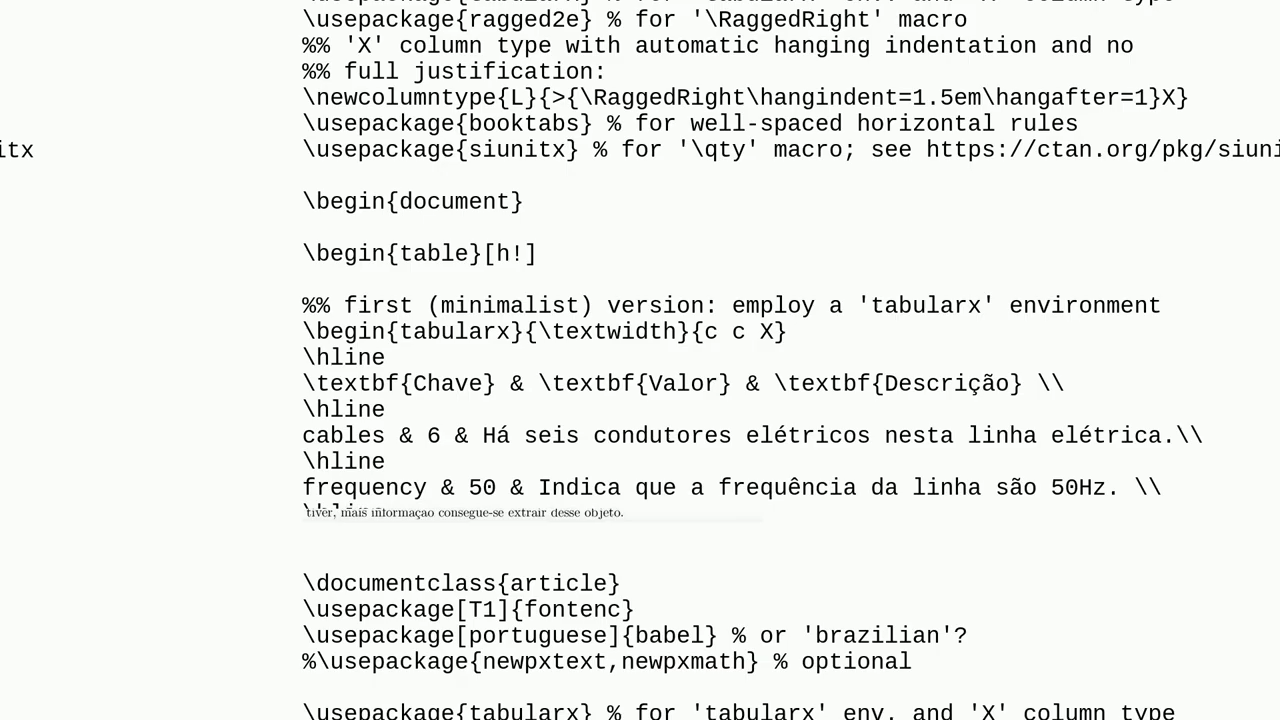 \usepackage{ragged2e} % for '\RaggedRight' macro
%% 'X' column type with automatic hanging indentation and no
%% full justification:
\newcolumntype{L}{>{\RaggedRight\hangindent=1.5em\hangafter=1}X}
\usepackage{booktabs} % for well-spaced horizontal rules
itx
\usepackage{siunitx} % for '\qty' macro; see https://ctan.org/pkg/siuni
\begin{document}
\begin{table}[h!]
%% first (minimalist) version: employ a 'tabularx' environment
\begin{tabularx}{\textwidth}{c c X}
\hline
\textbf{Chave} & \textbf{Valor} & \textbf{Descrição} \\
\hline
cables & 6 & Há seis condutores elétricos nesta linha elétrica.\\
\hline
frequency & 50 & Indica que a frequência da linha são 50Hz. \\
tiver, mais informação consegue-se extrair desse objeto.
\documentclass{article}
\usepackage[T1]{fontenc}
\usepackage[portuguese]{babel} % or 'brazilian'?
%\usepackage{newpxtext,newpxmath} % optional
\usepackage{tabularx} % for 'tabularx' env. and 'X' column type